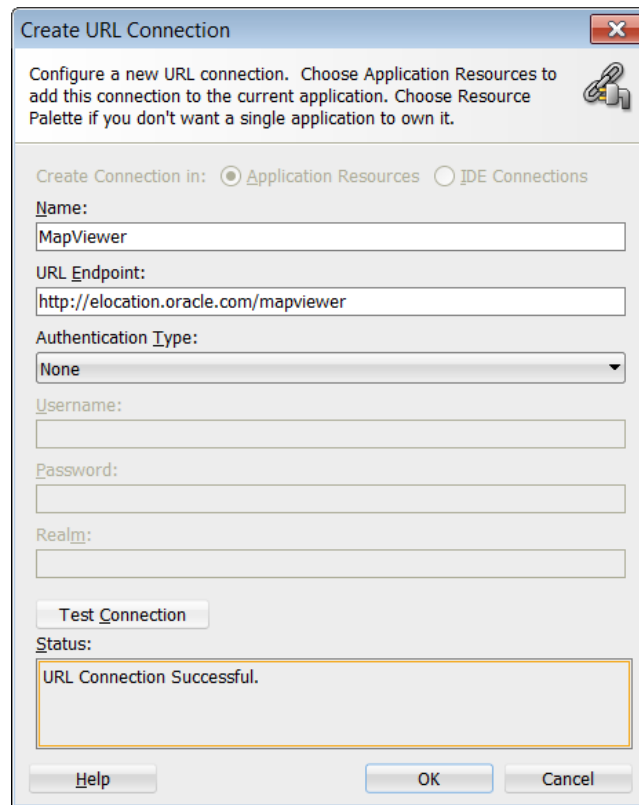 Create URL Connection
Configure a new URL connection. Choose Application Resources to
add this connection to the current application. Choose Resource
Palette if you don't want a single application to own it.
Create Connection in: Application Resources IDE Connections
Name:
MapViewer
URL Endpoint:
http://elocation.oracle.com/mapviewer
Authentication Type:
None
Username:
Password:
Realm:
Test Connection
Status:
URL Connection Successful.
Help OK Cancel